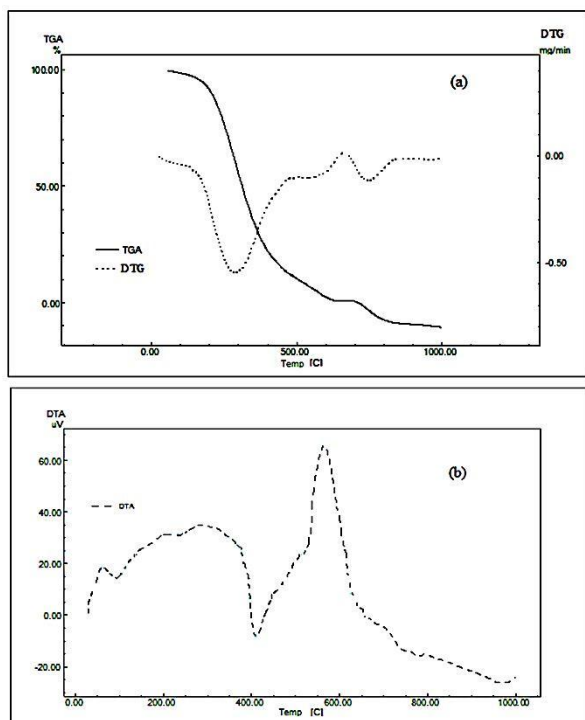 TGA
%
DTG
mg/min
100.00
(a)
0.00
50.00
TGA
DTG
-0.50
0.00
0.00
500.00
1000.00
Temp [C]
DTA
uV
60.00
(b)
DTA
40.00
20.00
0.00
-20.00
0.00
200.00
400.00
600.00
800.00
1000.00
Temp [C]